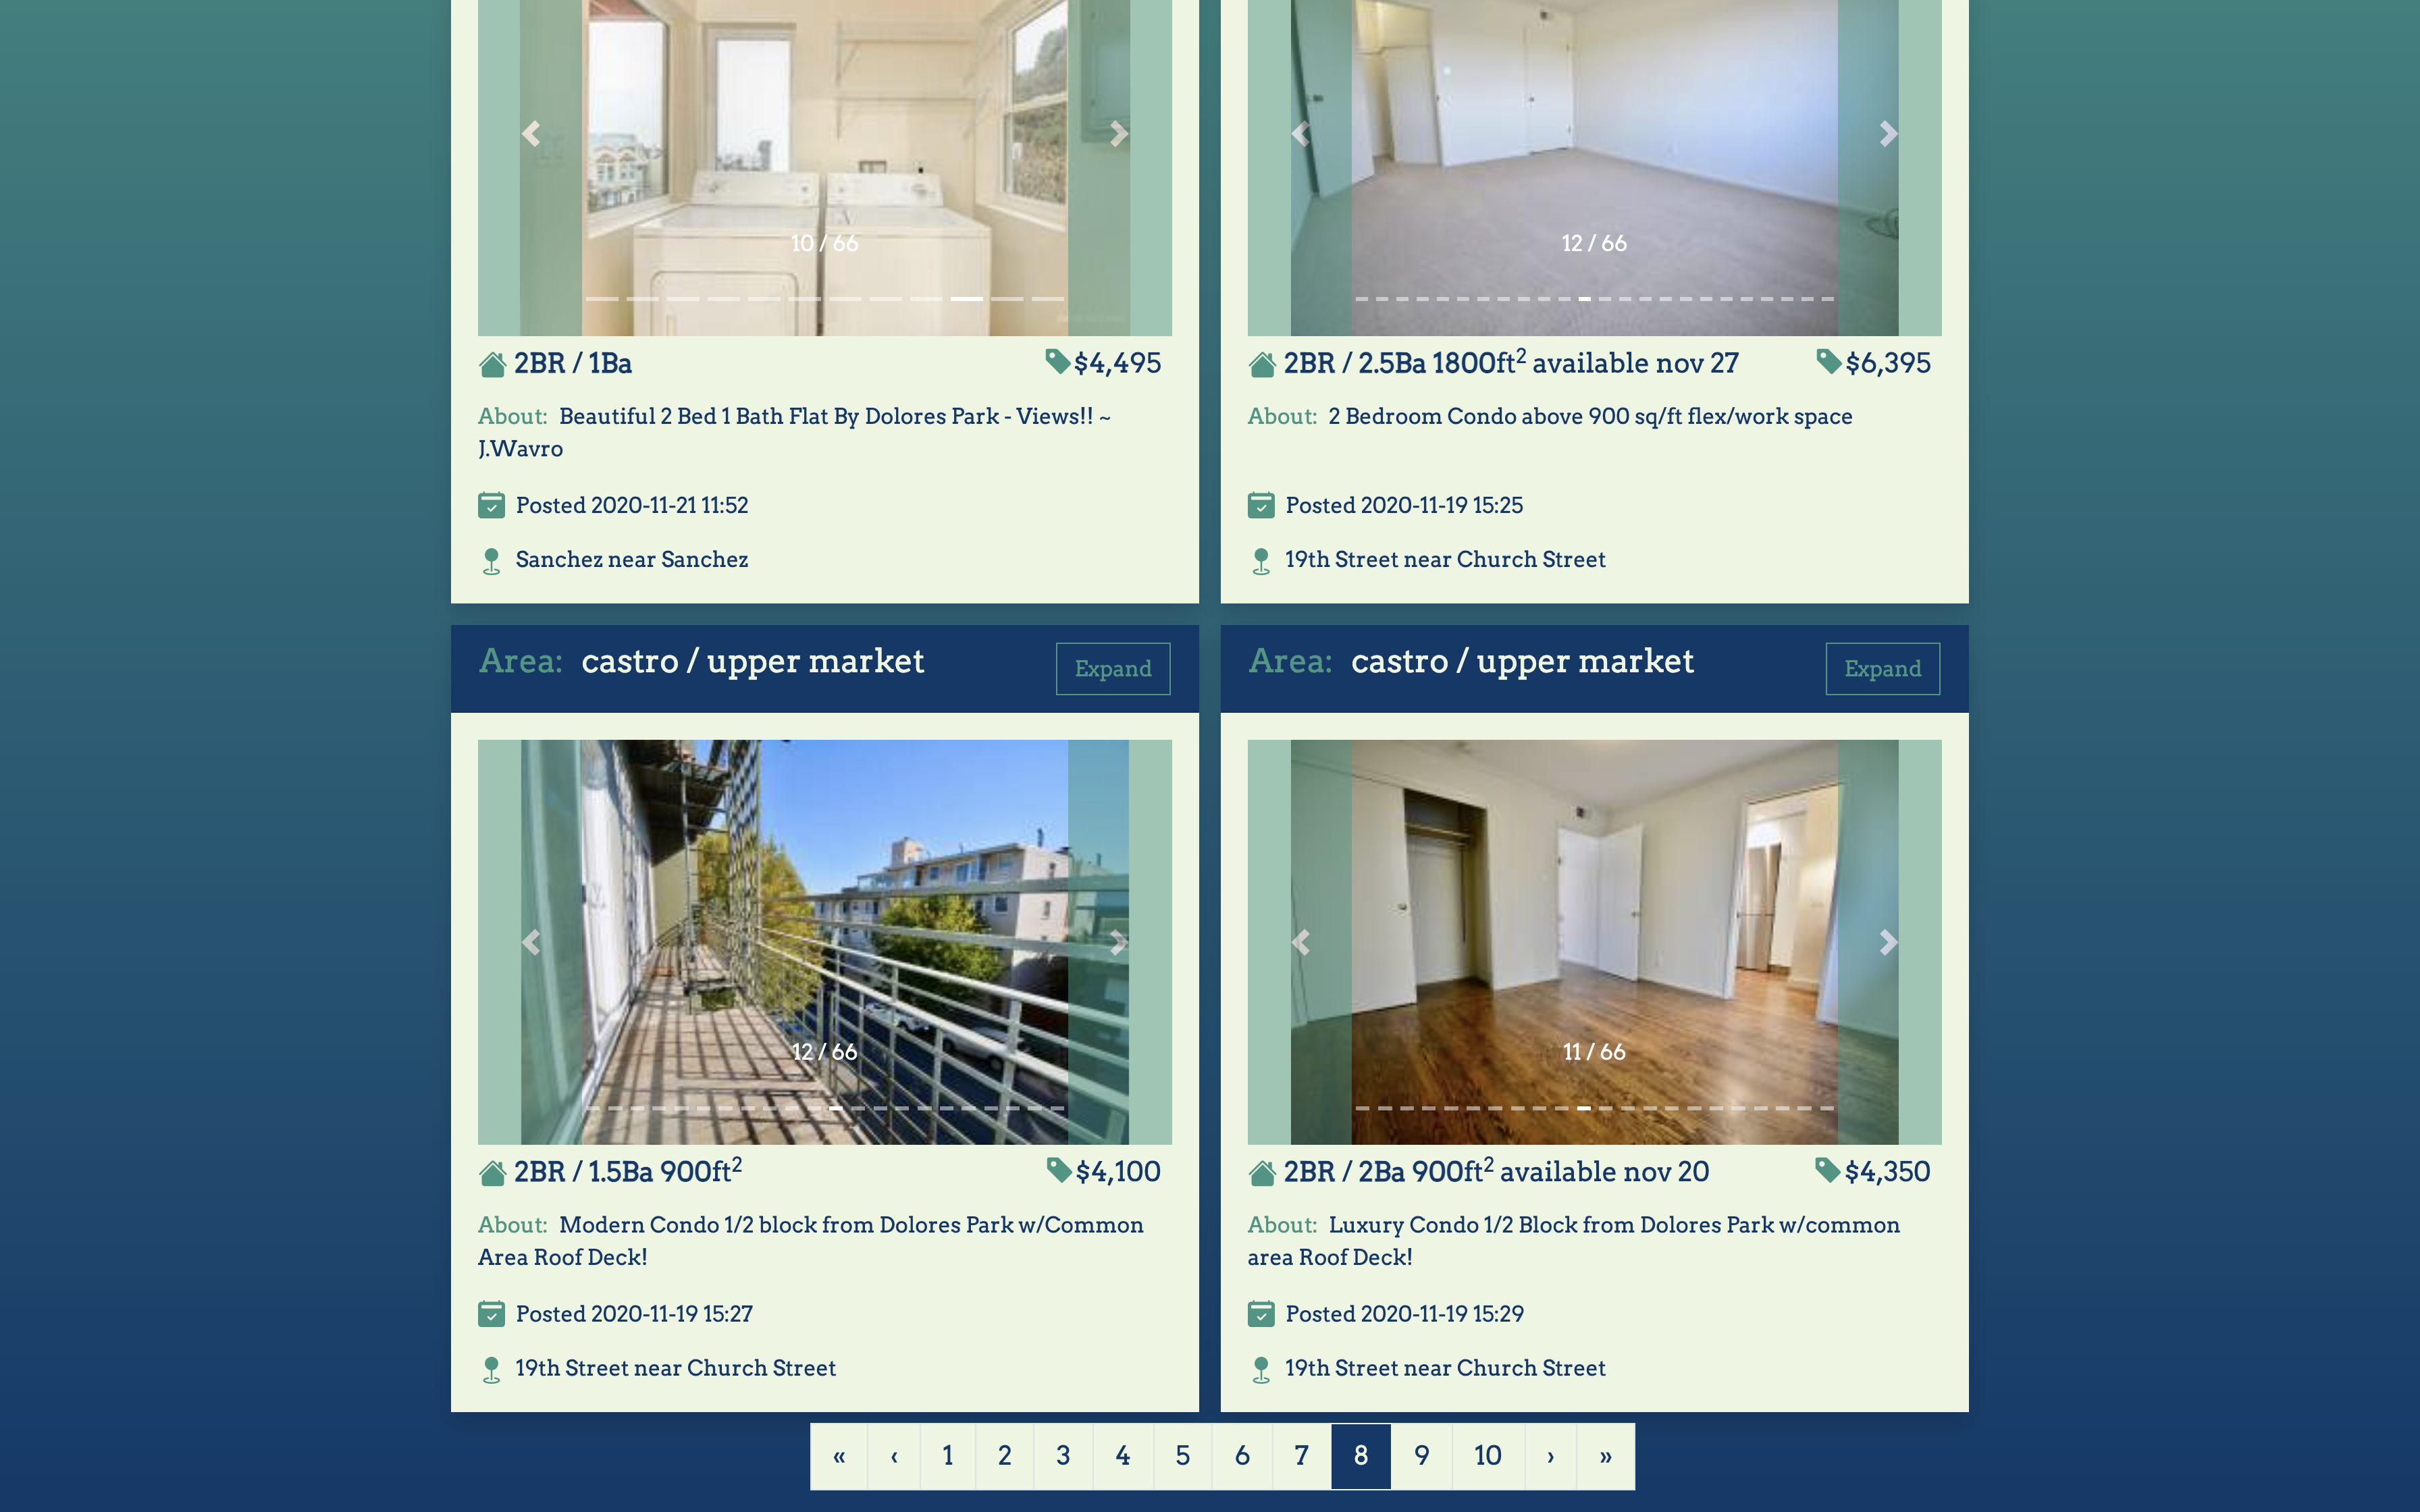 10 / 66
12 / 66
2BR / 1Ba
$4,495
2BR / 2.5Ba 1800ft² available nov 27
$6,395
About: Beautiful 2 Bed 1 Bath Flat By Dolores Park - Views!! ~
J.Wavro
About: 2 Bedroom Condo above 900 sq/ft flex/work space
Posted 2020-11-21 11:52
Posted 2020-11-19 15:25
Sanchez near Sanchez
19th Street near Church Street
Area: castro / upper market
Expand
Area: castro / upper market
Expand
12 / 66
11 / 66
2BR / 1.5Ba 900ft²
$4,100
2BR / 2Ba 900ft² available nov 20
$4,350
About: Modern Condo 1/2 block from Dolores Park w/Common
Area Roof Deck!
About: Luxury Condo 1/2 Block from Dolores Park w/common
area Roof Deck!
Posted 2020-11-19 15:27
Posted 2020-11-19 15:29
19th Street near Church Street
19th Street near Church Street
« ‹ 1 2 3 4 5 6 7 8 9 10 › »